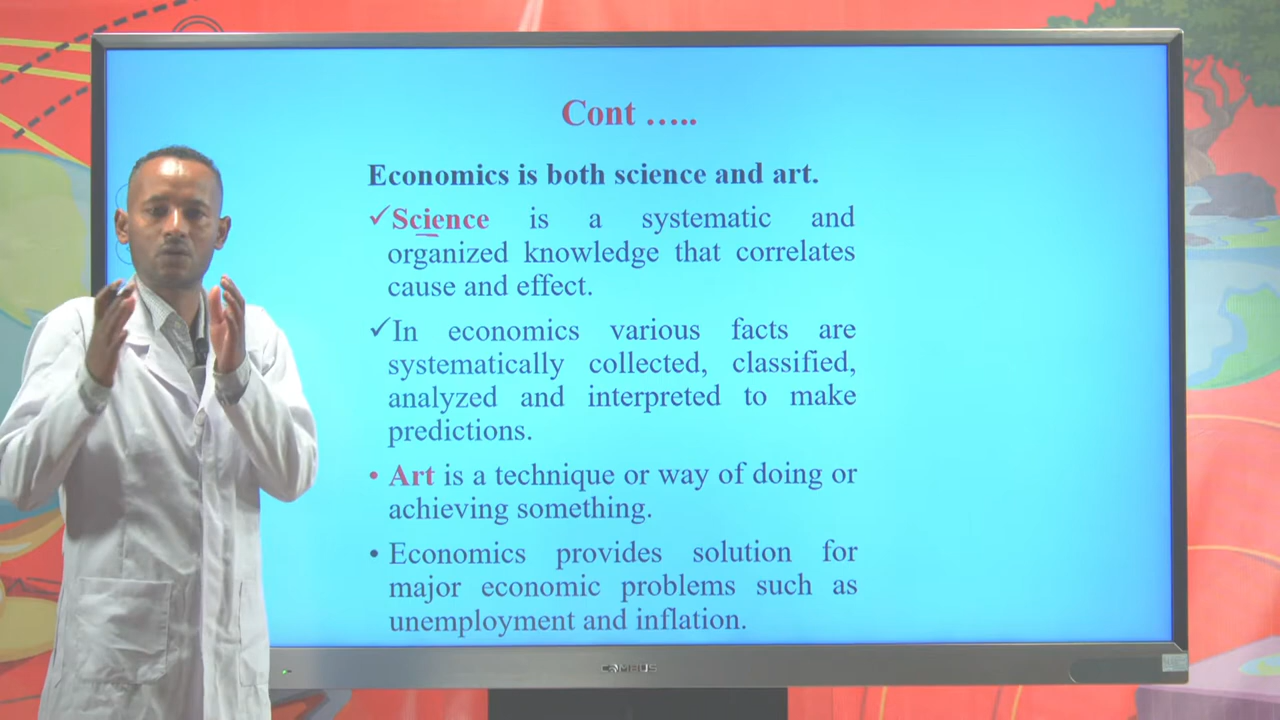 Cont …..
Economics is both science and art.
✓Science is a systematic and
organized knowledge that correlates
cause and effect.
✓In economics various facts are
systematically collected, classified,
analyzed and interpreted to make
predictions.
• Art is a technique or way of doing or
achieving something.
• Economics provides solution for
major economic problems such as
unemployment and inflation.
CAMBUS